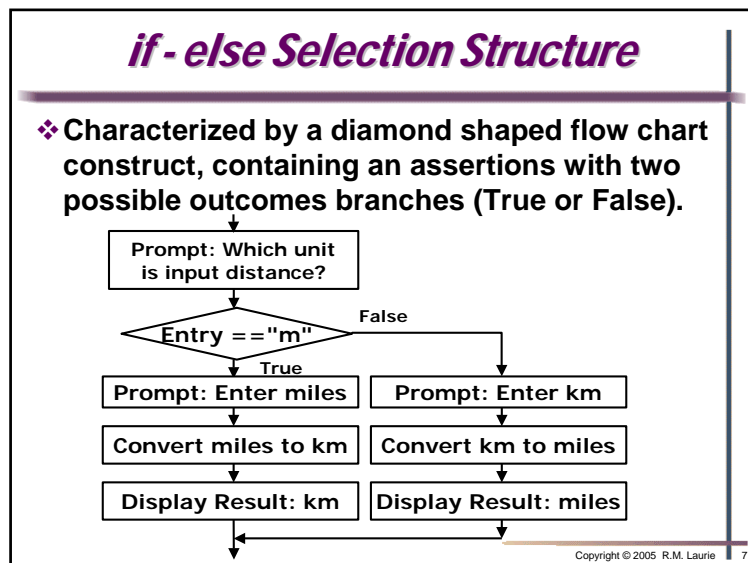 if - else Selection Structure
❖Characterized by a diamond shaped flow chart
construct, containing an assertions with two
possible outcomes branches (True or False).
Prompt: Which unit
is input distance?
Entry =="m"
False
True
Prompt: Enter miles
Prompt: Enter km
Convert miles to km
Convert km to miles
Display Result: km
Display Result: miles
Copyright © 2005 R.M. Laurie
7